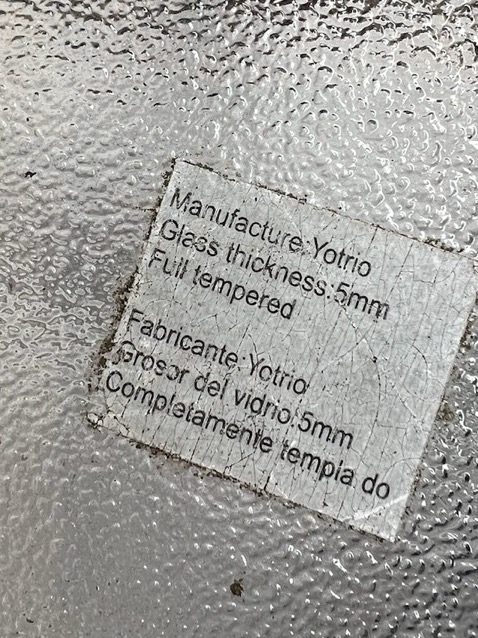 Manufacture:Yotrio
Glass thickness:5mm
Full tempered
Fabricante:Yotrio
Grosor del vidrio:5mm
Completamente tempia do